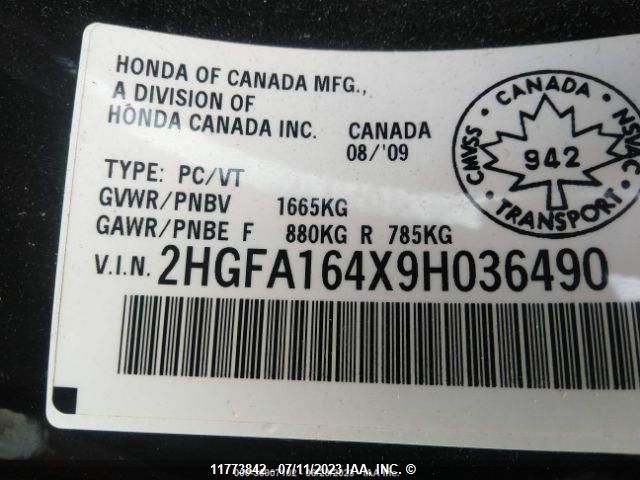 HONDA OF CANADA MFG.,
A DIVISION OF
HONDA CANADA INC. CANADA
08/'09
TYPE: PC/VT
GVWR/PNBV 1665KG
GAWR/PNBE F 880KG R 785KG
V.I.N. 2HGFA164X9H036490
CMVSS • CANADA • NSVAC
942
• TRANSPORT •
11773842 - 07/11/2023 IAA, INC.